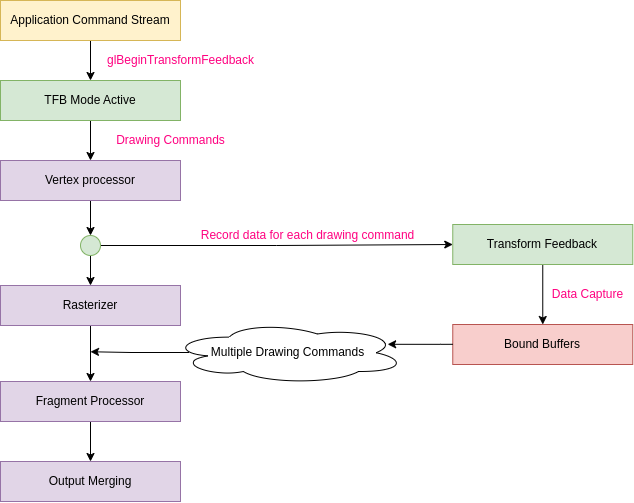 Application Command Stream
glBeginTransformFeedback
TFB Mode Active
Drawing Commands
Vertex processor
Record data for each drawing command
Transform Feedback
Data Capture
Rasterizer
Bound Buffers
Multiple Drawing Commands
Fragment Processor
Output Merging